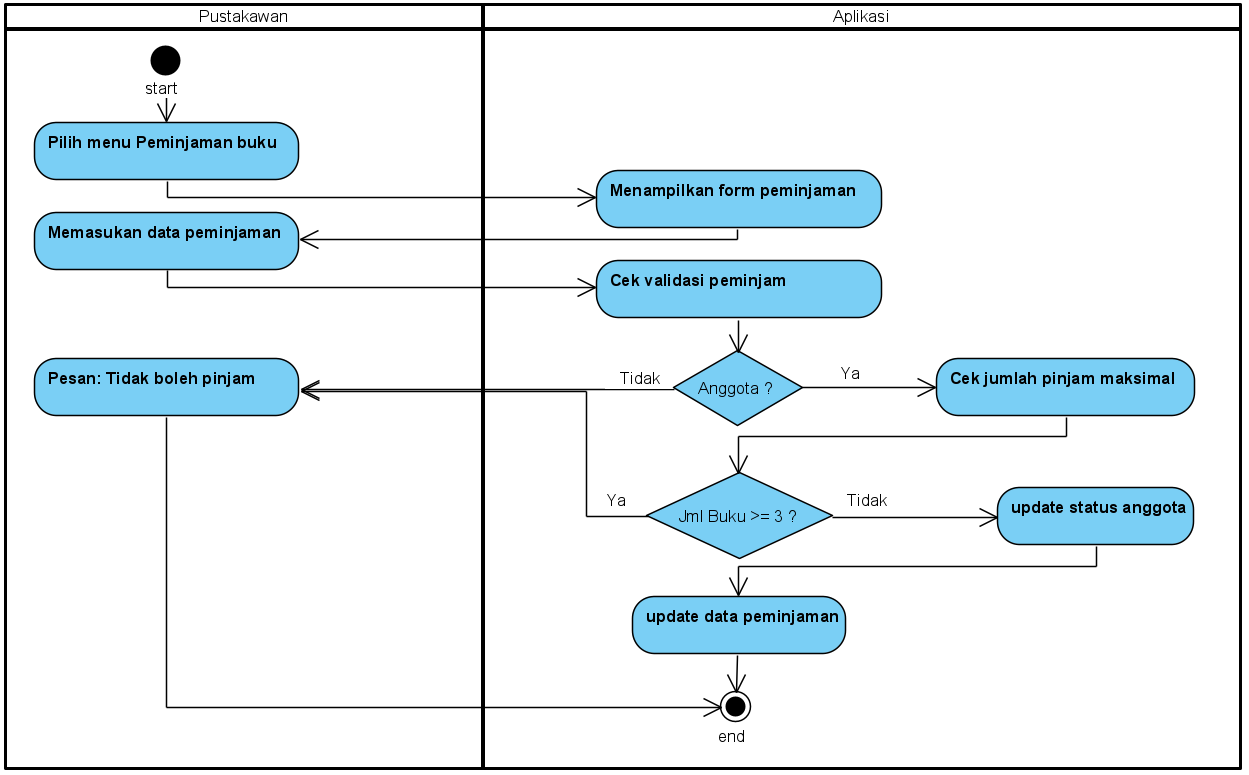 Pustakawan
Aplikasi
start
Pilih menu Peminjaman buku
Menampilkan form peminjaman
Memasukan data peminjaman
Cek validasi peminjam
Pesan: Tidak boleh pinjam
Tidak
Anggota ?
Ya
Cek jumlah pinjam maksimal
Ya
Jml Buku >= 3 ?
Tidak
update status anggota
update data peminjaman
end